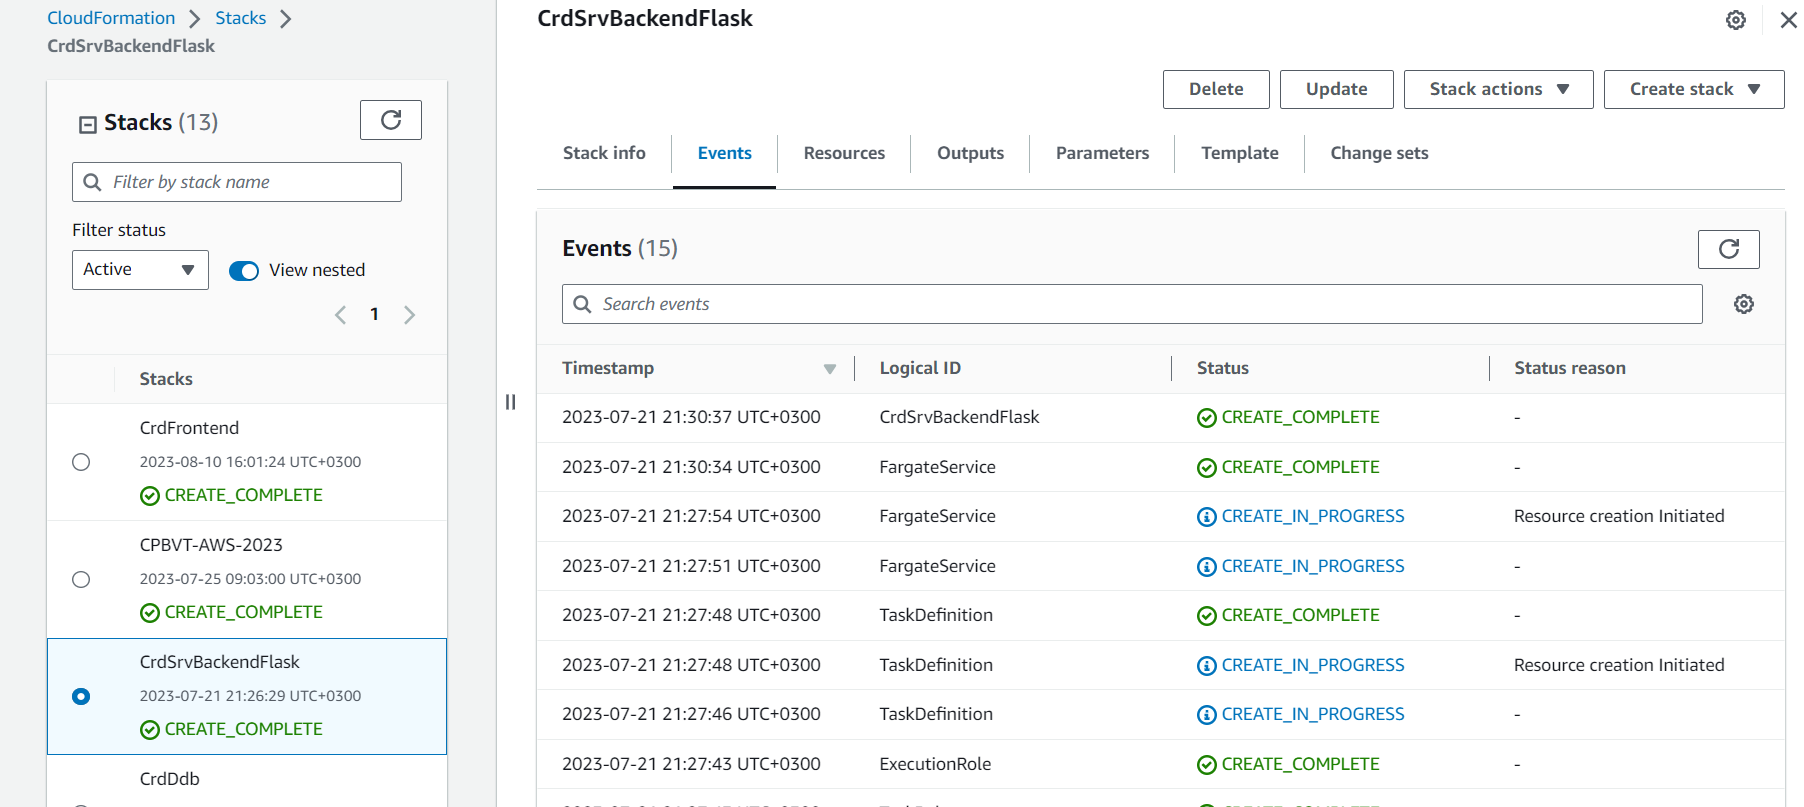 CloudFormation > Stacks >
CrdSrvBackendFlask
Stacks (13)
Filter by stack name
Filter status
Active
View nested
1
Stacks
CrdFrontend
2023-08-10 16:01:24 UTC+0300
CREATE_COMPLETE
CPBVT-AWS-2023
2023-07-25 09:03:00 UTC+0300
CREATE_COMPLETE
CrdSrvBackendFlask
2023-07-21 21:26:29 UTC+0300
CREATE_COMPLETE
CrdDdb
CrdSrvBackendFlask
Delete Update Stack actions Create stack
Stack info Events Resources Outputs Parameters Template Change sets
Events (15)
Search events
Timestamp Logical ID Status Status reason
2023-07-21 21:30:37 UTC+0300 CrdSrvBackendFlask CREATE_COMPLETE -
2023-07-21 21:30:34 UTC+0300 FargateService CREATE_COMPLETE -
2023-07-21 21:27:54 UTC+0300 FargateService CREATE_IN_PROGRESS Resource creation Initiated
2023-07-21 21:27:51 UTC+0300 FargateService CREATE_IN_PROGRESS -
2023-07-21 21:27:48 UTC+0300 TaskDefinition CREATE_COMPLETE -
2023-07-21 21:27:48 UTC+0300 TaskDefinition CREATE_IN_PROGRESS Resource creation Initiated
2023-07-21 21:27:46 UTC+0300 TaskDefinition CREATE_IN_PROGRESS -
2023-07-21 21:27:43 UTC+0300 ExecutionRole CREATE_COMPLETE -